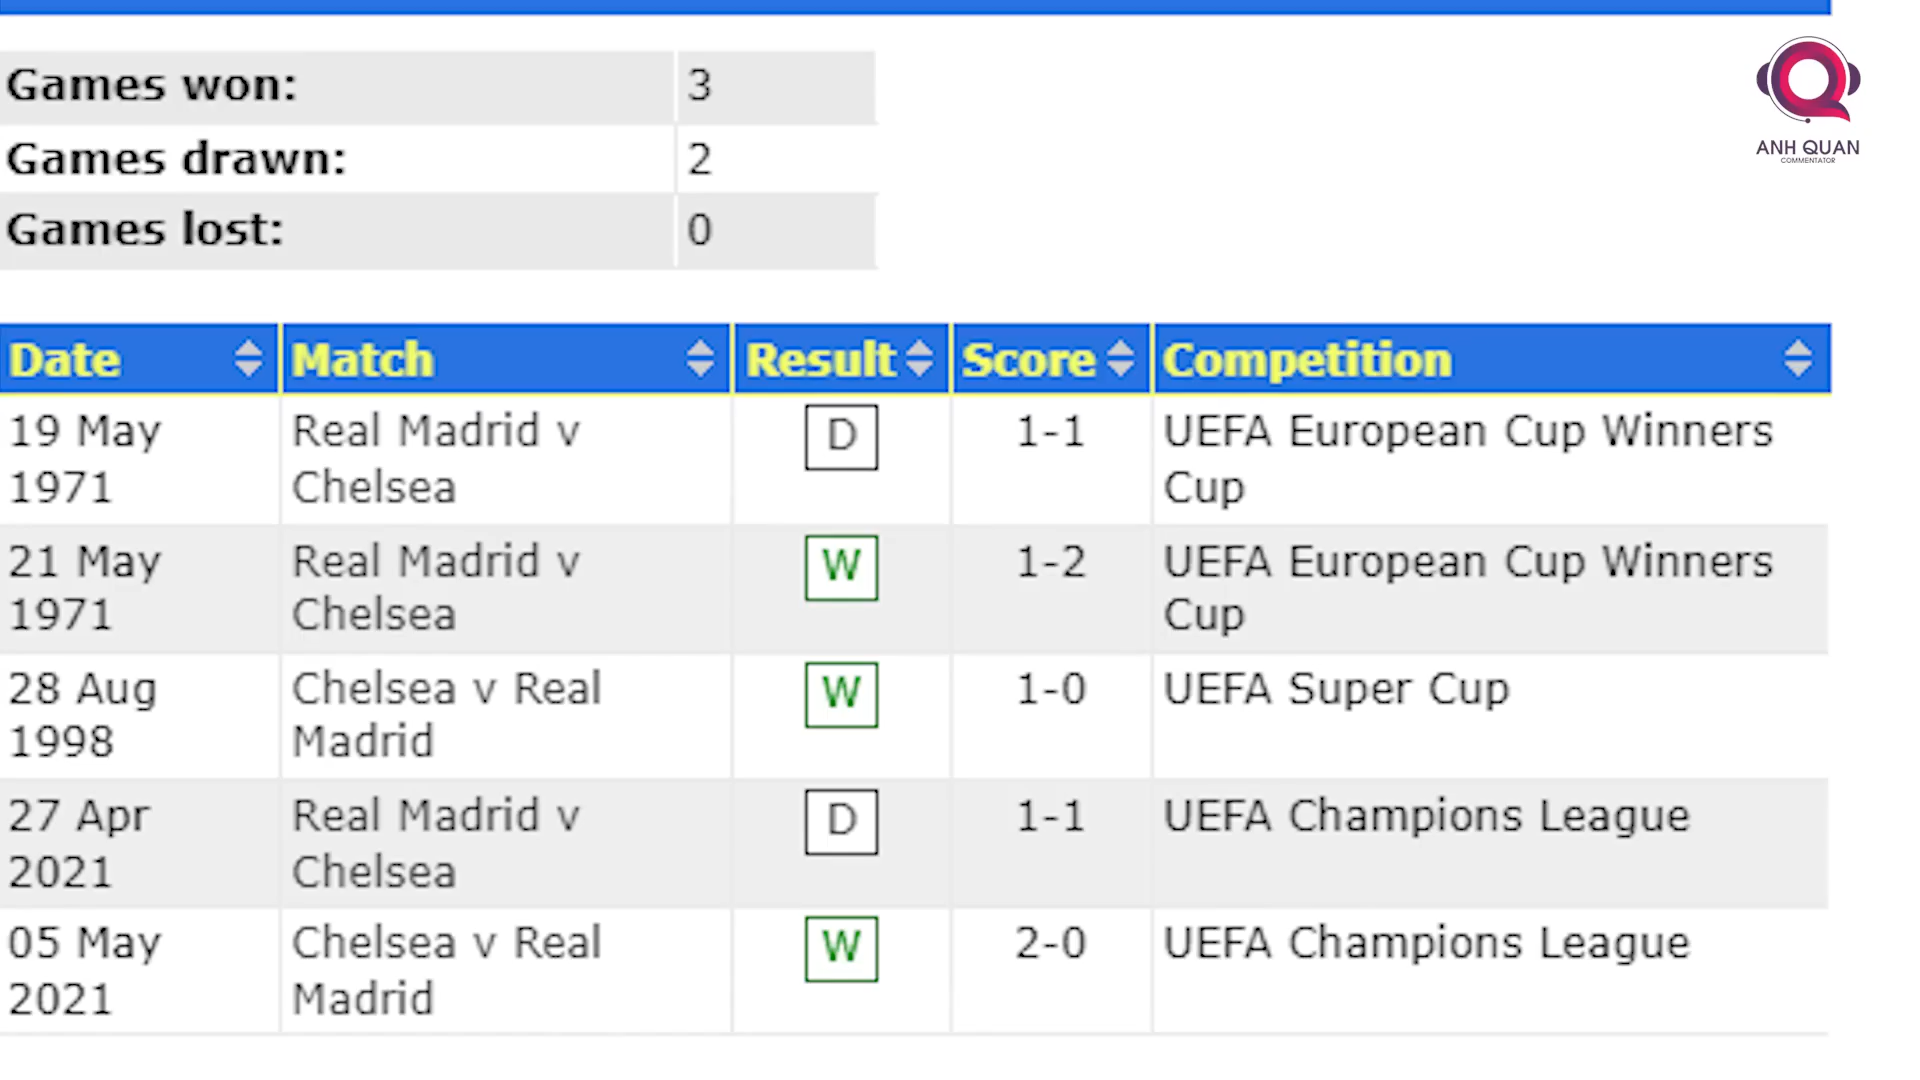 Games won: 3
Games drawn: 2
Games lost: 0
ANH QUAN
COMMENTATOR
Date Match Result Score Competition
19 May Real Madrid v D 1-1 UEFA European Cup Winners
1971 Chelsea Cup
21 May Real Madrid v W 1-2 UEFA European Cup Winners
1971 Chelsea Cup
28 Aug Chelsea v Real W 1-0 UEFA Super Cup
1998 Madrid
27 Apr Real Madrid v D 1-1 UEFA Champions League
2021 Chelsea
05 May Chelsea v Real W 2-0 UEFA Champions League
2021 Madrid